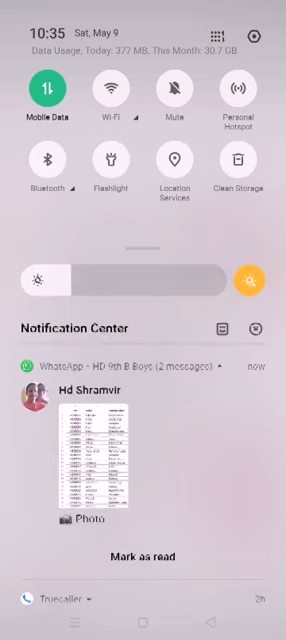 10:35 Sat, May 9
Data Usage, Today: 377 MB, This Month: 30.7 GB
Mobile Data
Wi-Fi
Mute
Personal
Hotspot
Bluetooth
Flashlight
Location
Services
Clean Storage
Notification Center
WhatsApp • HD 9th B Boys (2 messages)
now
Hd Shramvir
📷 Photo
Mark as read
Truecaller
2h